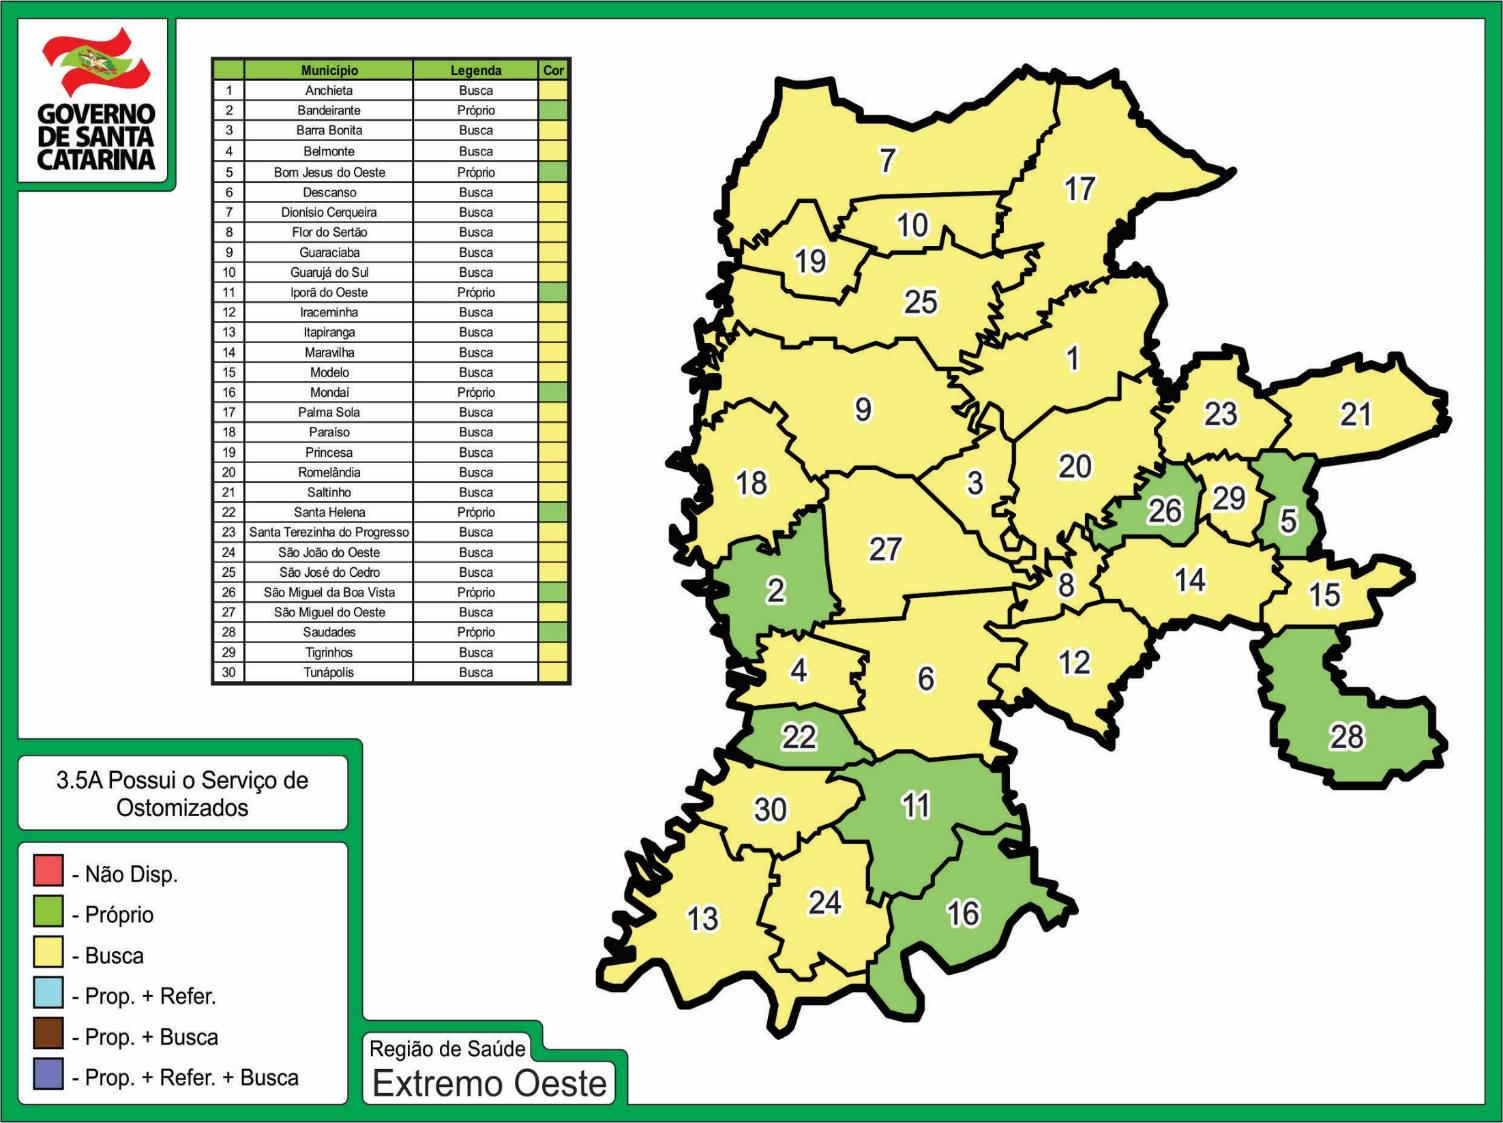 GOVERNO
DE SANTA
CATARINA
Município Legenda Cor
1 Anchieta Busca
2 Bandeirante Próprio
3 Barra Bonita Busca
4 Belmonte Busca
5 Bom Jesus do Oeste Próprio
6 Descanso Busca
7 Dionísio Cerqueira Busca
8 Flor do Sertão Busca
9 Guaraciaba Busca
10 Guarujá do Sul Busca
11 Iporã do Oeste Próprio
12 Iraceminha Busca
13 Itapiranga Busca
14 Maravilha Busca
15 Modelo Busca
16 Mondaí Próprio
17 Palma Sola Busca
18 Paraíso Busca
19 Princesa Busca
20 Romelândia Busca
21 Saltinho Busca
22 Santa Helena Próprio
23 Santa Terezinha do Progresso Busca
24 São João do Oeste Busca
25 São José do Cedro Busca
26 São Miguel da Boa Vista Próprio
27 São Miguel do Oeste Busca
28 Saudades Próprio
29 Tigrinhos Busca
30 Tunápolis Busca
7
17
10
19
25
1
9
23
21
18
3
20
26
29
5
27
2
8
14
15
4
6
12
22
28
30
11
13
24
16
3.5A Possui o Serviço de
Ostomizados
- Não Disp.
- Próprio
- Busca
- Prop. + Refer.
- Prop. + Busca
- Prop. + Refer. + Busca
Região de Saúde
Extremo Oeste